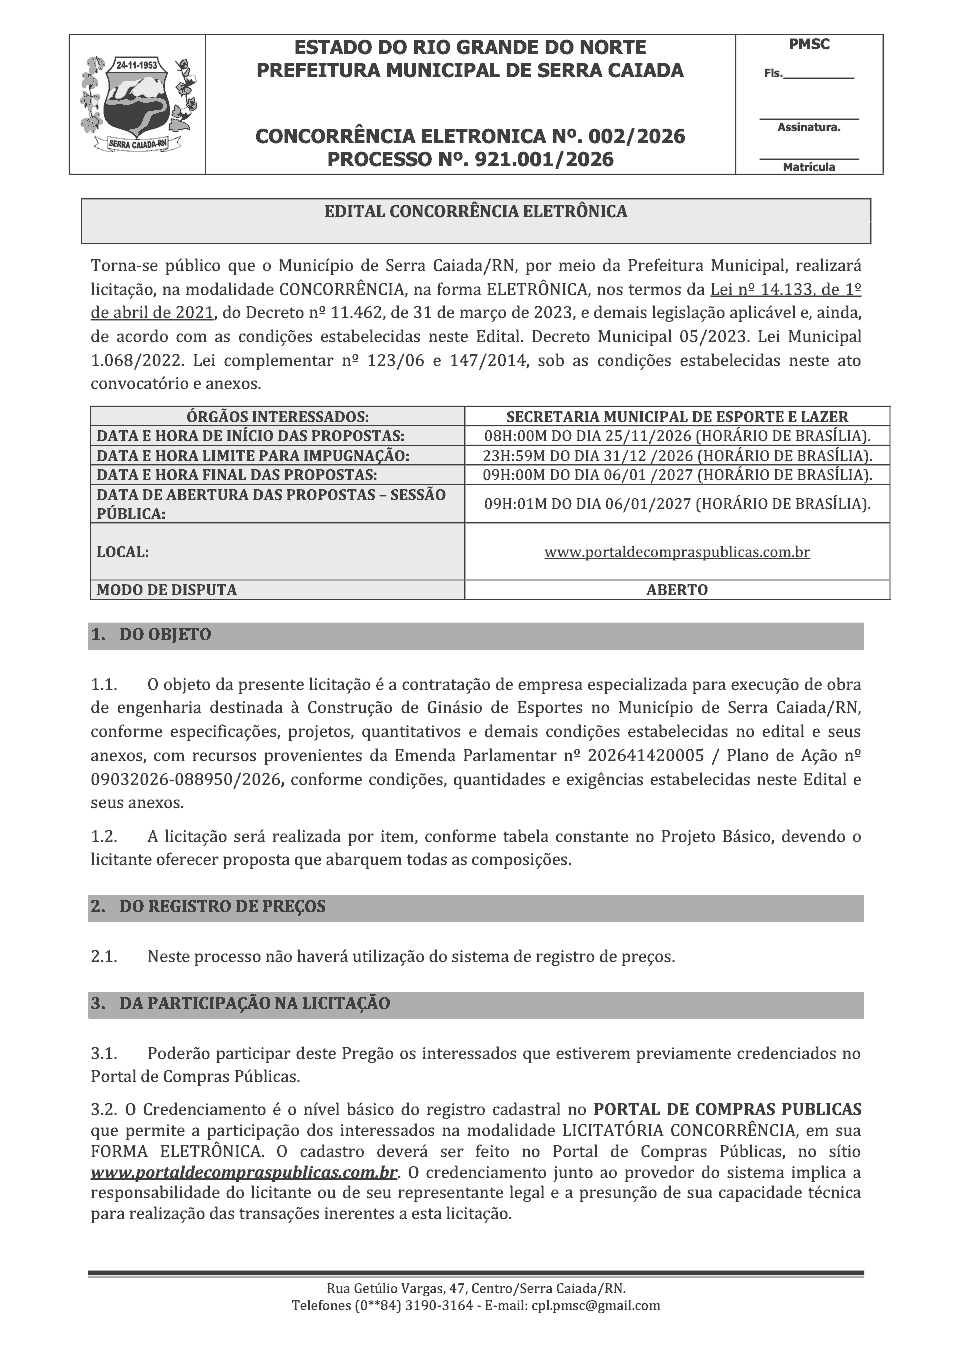 24-11-1953
SERRA CAIADA-RN
ESTADO DO RIO GRANDE DO NORTE
PREFEITURA MUNICIPAL DE SERRA CAIADA
CONCORRÊNCIA ELETRONICA Nº. 002/2026
PROCESSO Nº. 921.001/2026
PMSC
Fls.___________
Assinatura.
Matrícula
EDITAL CONCORRÊNCIA ELETRÔNICA
Torna-se público que o Município de Serra Caiada/RN, por meio da Prefeitura Municipal, realizará
licitação, na modalidade CONCORRÊNCIA, na forma ELETRÔNICA, nos termos da Lei nº 14.133, de 1º
de abril de 2021, do Decreto nº 11.462, de 31 de março de 2023, e demais legislação aplicável e, ainda,
de acordo com as condições estabelecidas neste Edital. Decreto Municipal 05/2023. Lei Municipal
1.068/2022. Lei complementar nº 123/06 e 147/2014, sob as condições estabelecidas neste ato
convocatório e anexos.
ÓRGÃOS INTERESSADOS: SECRETARIA MUNICIPAL DE ESPORTE E LAZER
DATA E HORA DE INÍCIO DAS PROPOSTAS: 08H:00M DO DIA 25/11/2026 (HORÁRIO DE BRASÍLIA).
DATA E HORA LIMITE PARA IMPUGNAÇÃO: 23H:59M DO DIA 31/12 /2026 (HORÁRIO DE BRASÍLIA).
DATA E HORA FINAL DAS PROPOSTAS: 09H:00M DO DIA 06/01 /2027 (HORÁRIO DE BRASÍLIA).
DATA DE ABERTURA DAS PROPOSTAS – SESSÃO
PÚBLICA: 09H:01M DO DIA 06/01/2027 (HORÁRIO DE BRASÍLIA).
LOCAL: www.portaldecompraspublicas.com.br
MODO DE DISPUTA ABERTO
1. DO OBJETO
1.1. O objeto da presente licitação é a contratação de empresa especializada para execução de obra
de engenharia destinada à Construção de Ginásio de Esportes no Município de Serra Caiada/RN,
conforme especificações, projetos, quantitativos e demais condições estabelecidas no edital e seus
anexos, com recursos provenientes da Emenda Parlamentar nº 202641420005 / Plano de Ação nº
09032026-088950/2026, conforme condições, quantidades e exigências estabelecidas neste Edital e
seus anexos.
1.2. A licitação será realizada por item, conforme tabela constante no Projeto Básico, devendo o
licitante oferecer proposta que abarquem todas as composições.
2. DO REGISTRO DE PREÇOS
2.1. Neste processo não haverá utilização do sistema de registro de preços.
3. DA PARTICIPAÇÃO NA LICITAÇÃO
3.1. Poderão participar deste Pregão os interessados que estiverem previamente credenciados no
Portal de Compras Públicas.
3.2. O Credenciamento é o nível básico do registro cadastral no PORTAL DE COMPRAS PUBLICAS
que permite a participação dos interessados na modalidade LICITATÓRIA CONCORRÊNCIA, em sua
FORMA ELETRÔNICA. O cadastro deverá ser feito no Portal de Compras Públicas, no sítio
www.portaldecompraspublicas.com.br. O credenciamento junto ao provedor do sistema implica a
responsabilidade do licitante ou de seu representante legal e a presunção de sua capacidade técnica
para realização das transações inerentes a esta licitação.
Rua Getúlio Vargas, 47, Centro/Serra Caiada/RN.
Telefones (0**84) 3190-3164 - E-mail: cpl.pmsc@gmail.com